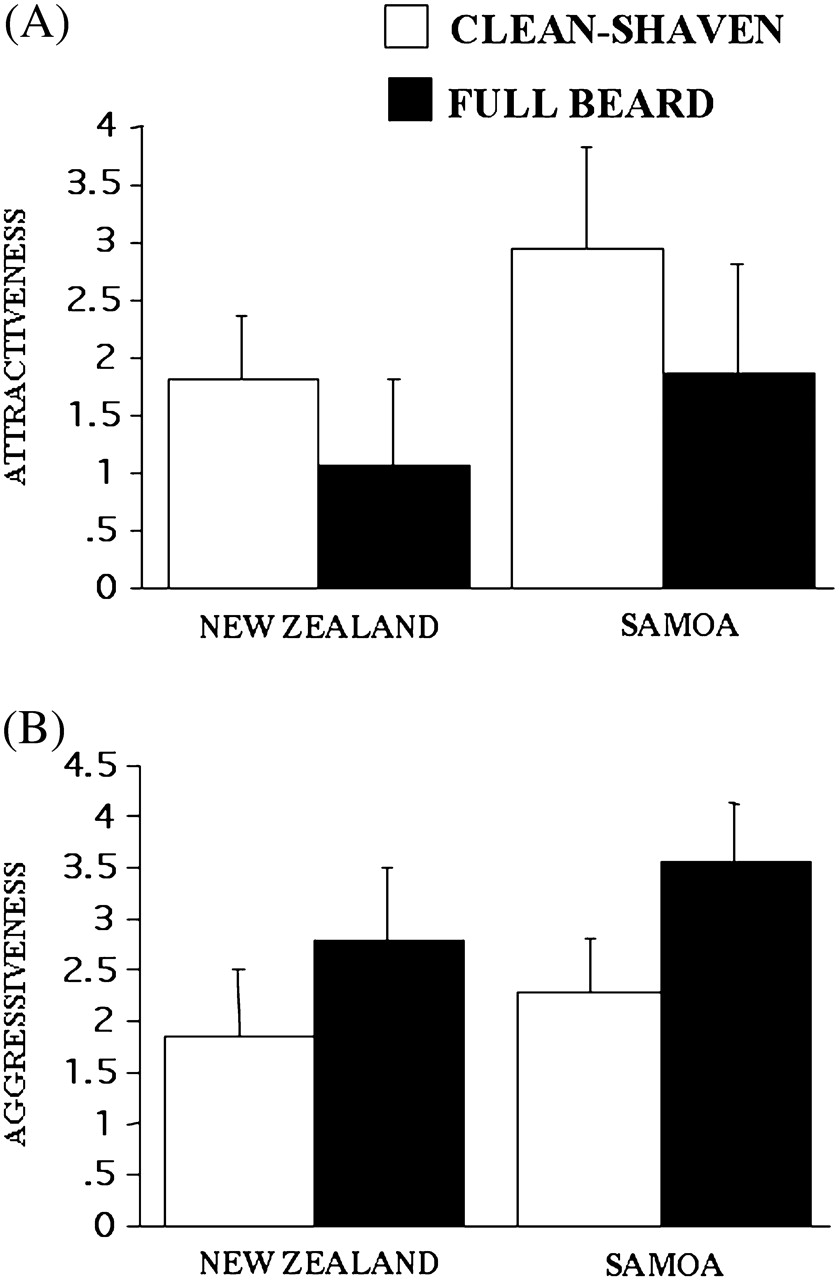 (A)
CLEAN-SHAVEN
FULL BEARD
4
3.5
3
2.5
2
1.5
1
.5
0
ATTRACTIVENESS
NEW ZEALAND
SAMOA
(B)
4.5
4
3.5
3
2.5
2
1.5
1
.5
0
AGGRESSIVENESS
NEW ZEALAND
SAMOA